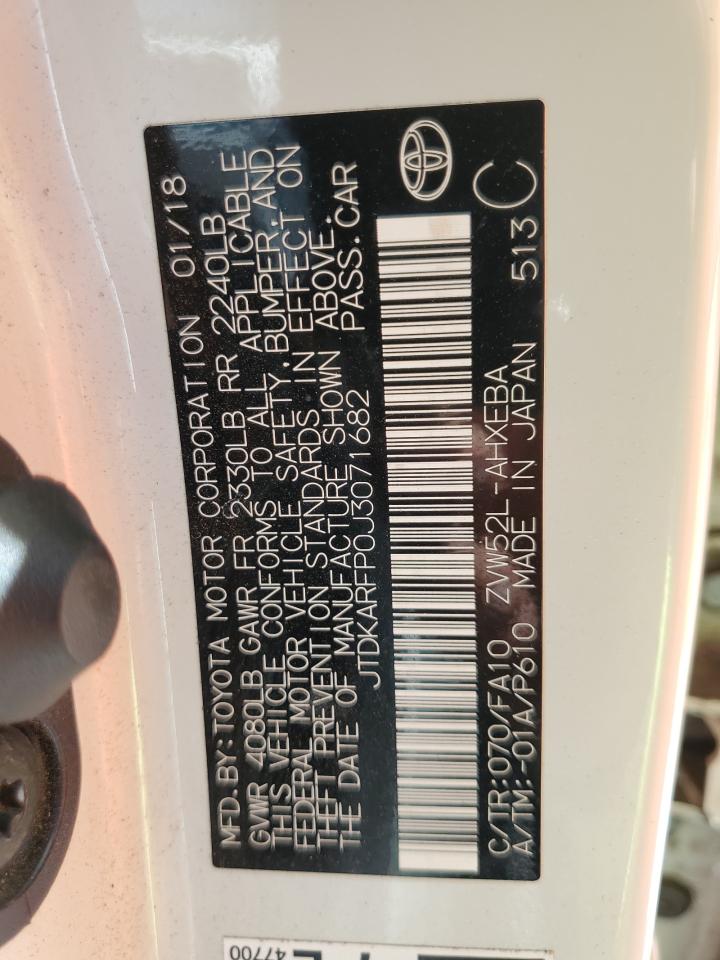 MFD.BY:TOYOTA MOTOR CORPORATION 01/18
GVWR 4080LB GAWR FR 2330LB RR 2240LB
THIS VEHICLE CONFORMS TO ALL APPLICABLE
FEDERAL MOTOR VEHICLE SAFETY,BUMPER,AND
THEFT PREVENTION STANDARDS IN EFFECT ON
THE DATE OF MANUFACTURE SHOWN ABOVE.
JTDKARFP0J3071682 PASS.CAR
C/TR:070/FA10 ZVW52L-AHXEBA
A/TM:-01A/P610 MADE IN JAPAN 513 C
47700